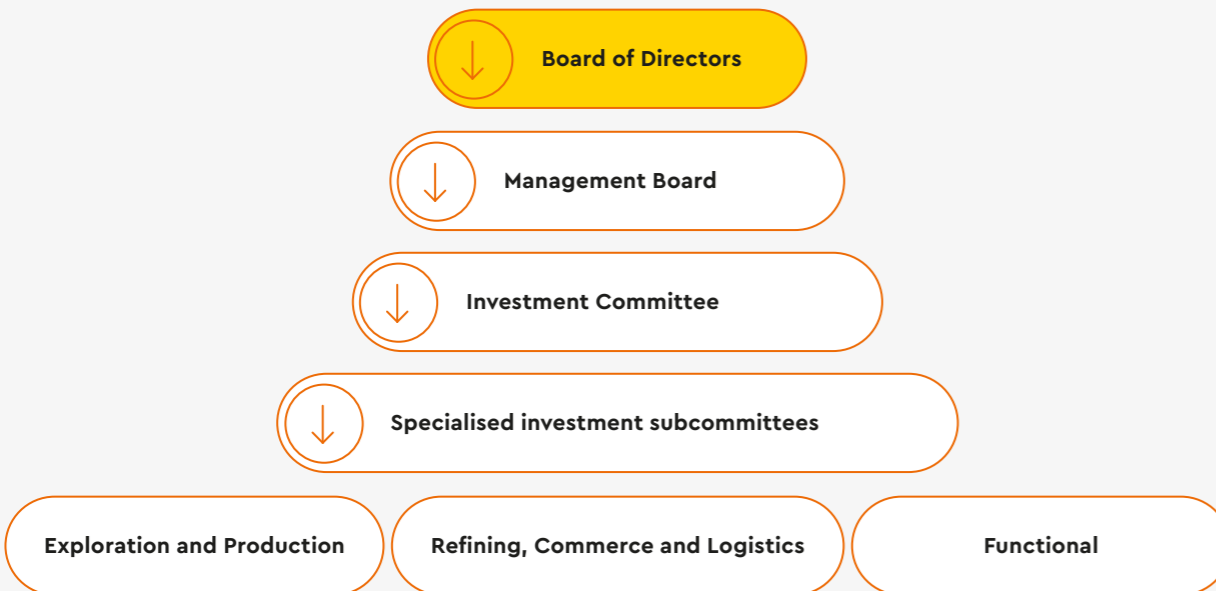 Board of Directors
Management Board
Investment Committee
Specialised investment subcommittees
Exploration and Production
Refining, Commerce and Logistics
Functional